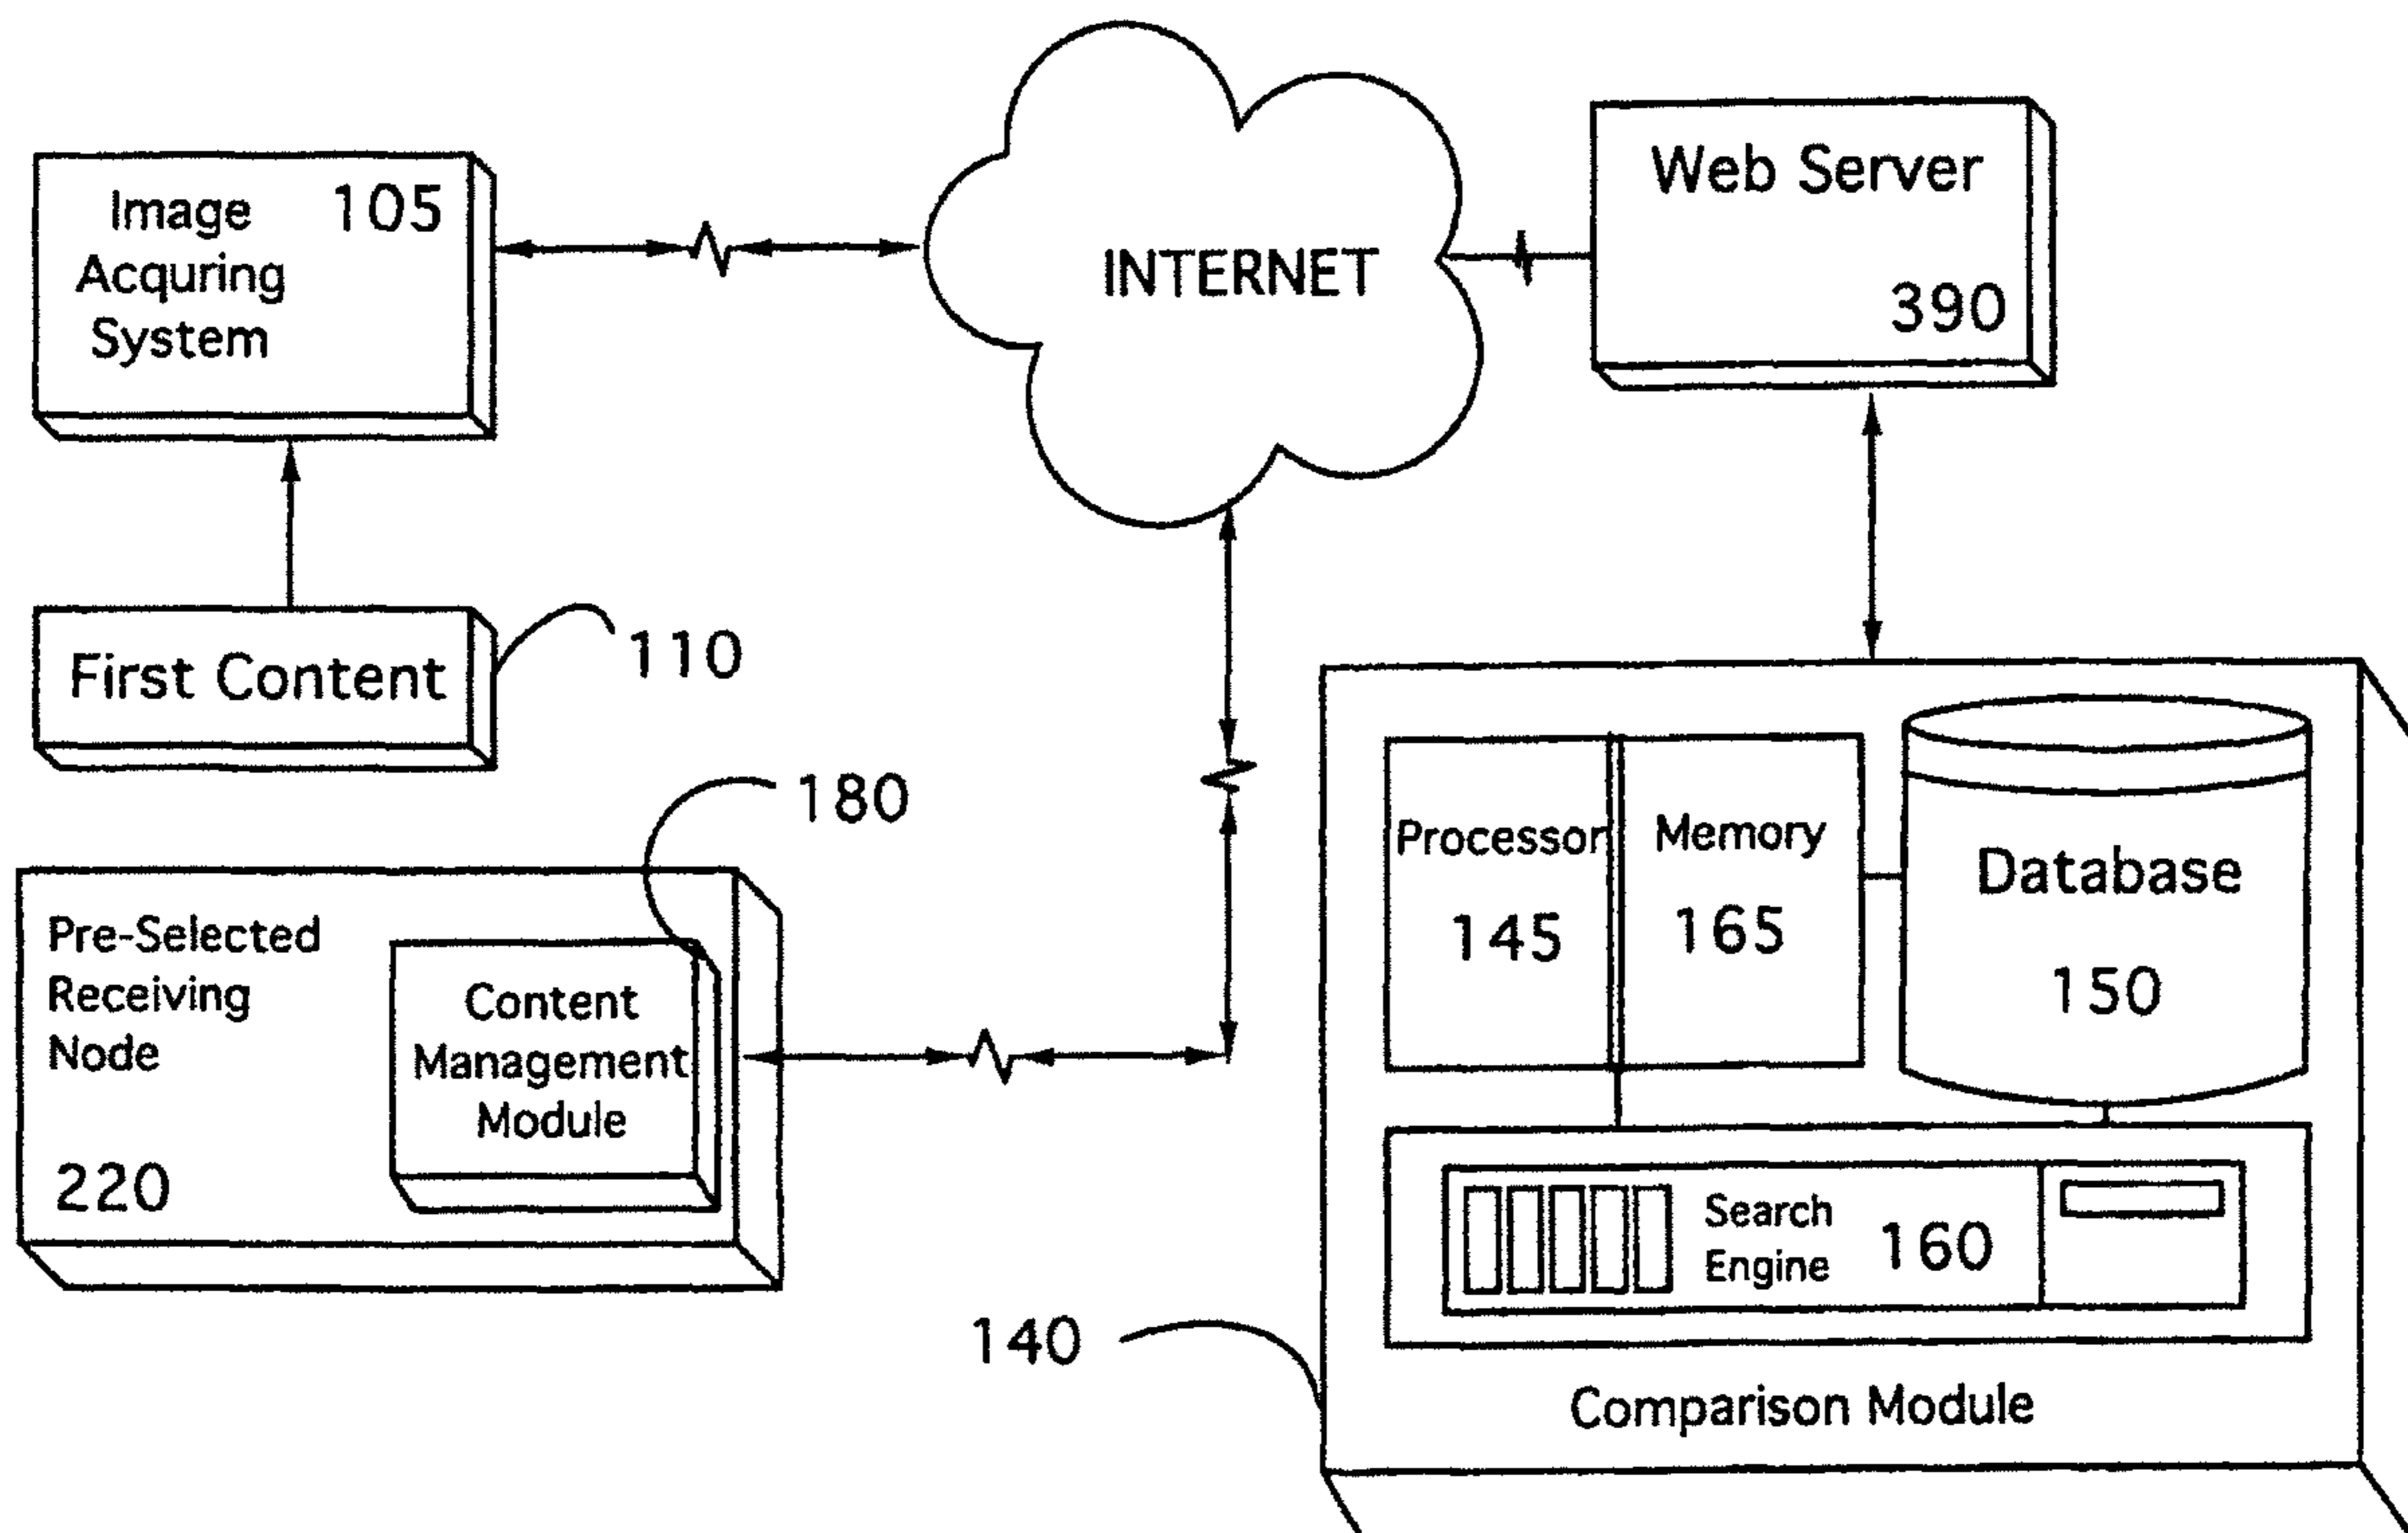 Image
Acquring
System
105
INTERNET
Web Server
390
First Content
110
180
Pre-Selected
Receiving
Node
220
Content
Management
Module
Processor
145
Memory
165
Database
150
Search
Engine
160
140
Comparison Module